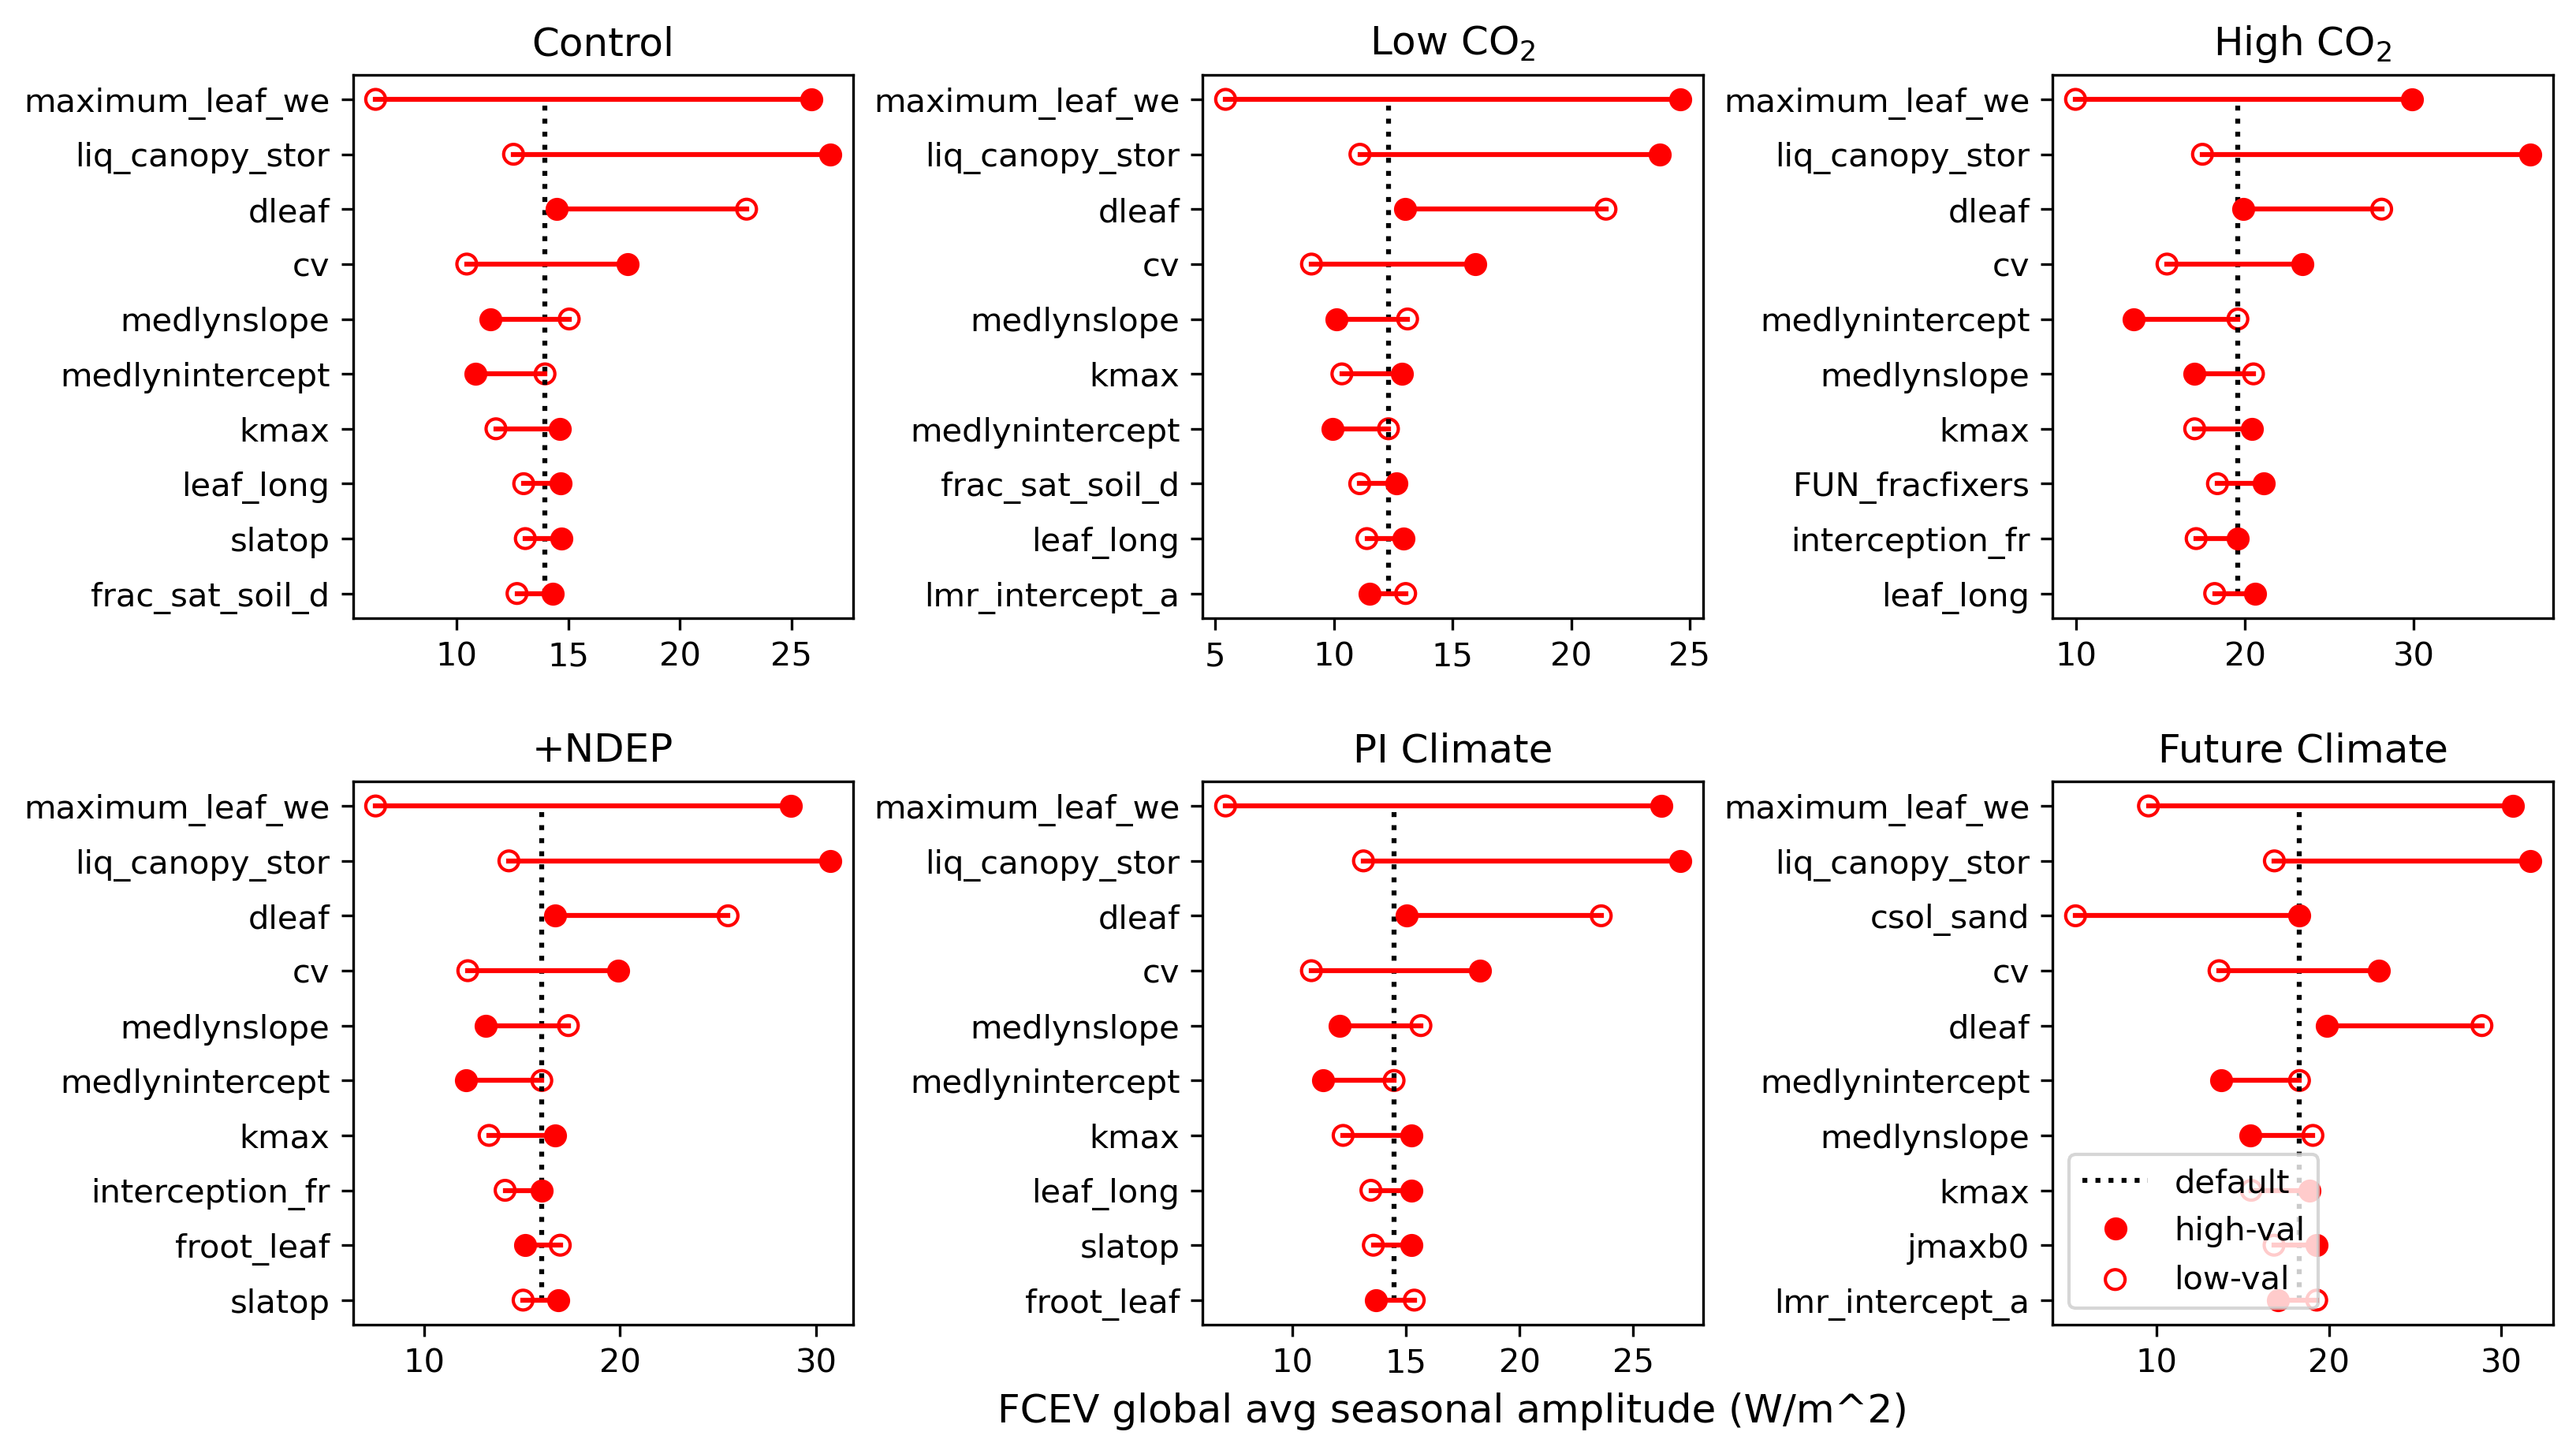 Control
maximum_leaf_we
liq_canopy_stor
dleaf
cv
medlynslope
medlynintercept
kmax
leaf_long
slatop
frac_sat_soil_d
10 15 20 25
Low CO₂
maximum_leaf_we
liq_canopy_stor
dleaf
cv
medlynslope
kmax
medlynintercept
frac_sat_soil_d
leaf_long
lmr_intercept_a
5 10 15 20 25
High CO₂
maximum_leaf_we
liq_canopy_stor
dleaf
cv
medlynintercept
medlynslope
kmax
FUN_fracfixers
interception_fr
leaf_long
10 20 30
+NDEP
maximum_leaf_we
liq_canopy_stor
dleaf
cv
medlynslope
medlynintercept
kmax
interception_fr
froot_leaf
slatop
10 20 30
PI Climate
maximum_leaf_we
liq_canopy_stor
dleaf
cv
medlynslope
medlynintercept
kmax
leaf_long
slatop
froot_leaf
10 15 20 25
Future Climate
maximum_leaf_we
liq_canopy_stor
csol_sand
cv
dleaf
medlynintercept
medlynslope
kmax
jmaxb0
lmr_intercept_a
default
high-val
low-val
10 20 30
FCEV global avg seasonal amplitude (W/m^2)